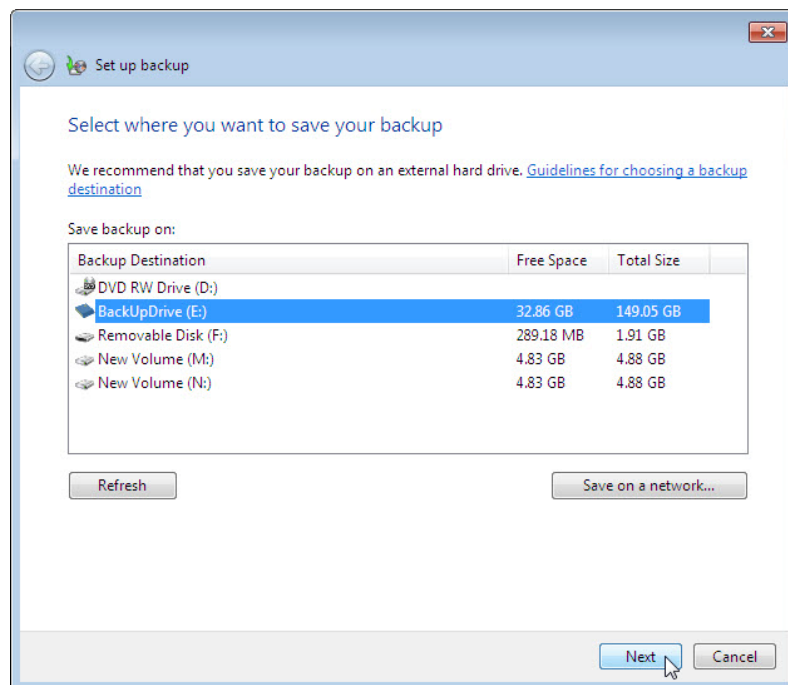 Set up backup
Select where you want to save your backup
We recommend that you save your backup on an external hard drive. Guidelines for choosing a backup
destination
Save backup on:
Backup Destination Free Space Total Size
DVD RW Drive (D:)
BackUpDrive (E:) 32.86 GB 149.05 GB
Removable Disk (F:) 289.18 MB 1.91 GB
New Volume (M:) 4.83 GB 4.88 GB
New Volume (N:) 4.83 GB 4.88 GB
Refresh Save on a network...
Next Cancel